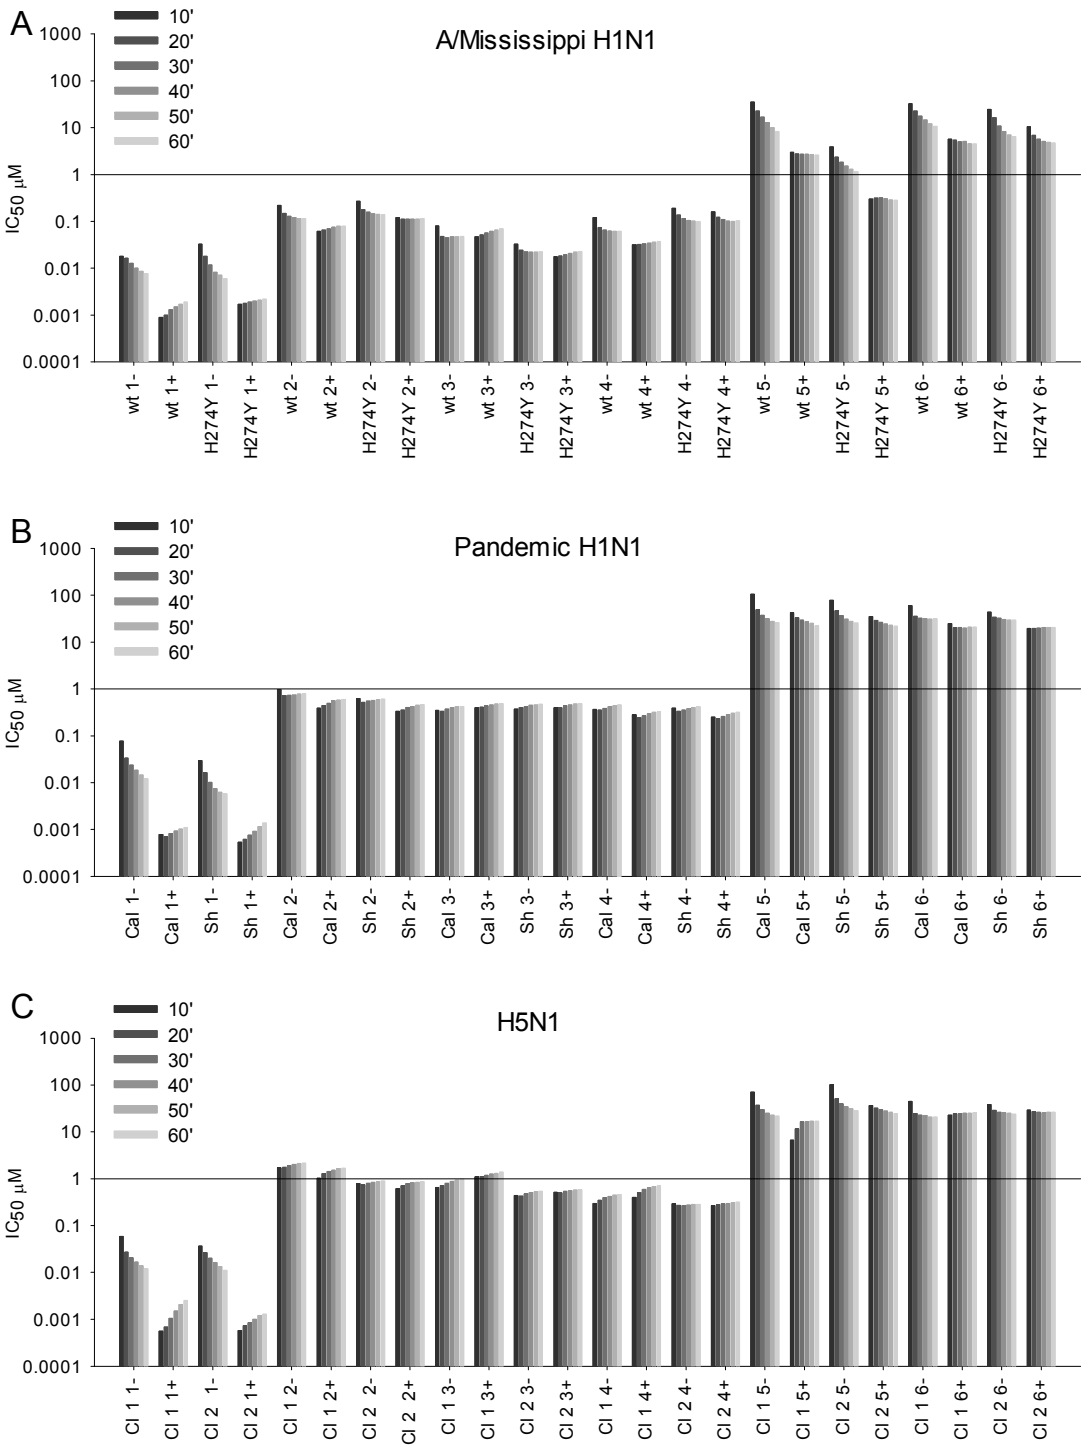 A
A/Mississippi H1N1
10'
20'
30'
40'
50'
60'
1000
100
10
1
0.1
0.01
0.001
0.0001
IC50 µM
wt 1-
wt 1+
H274Y 1-
H274Y 1+
wt 2-
wt 2+
H274Y 2-
H274Y 2+
wt 3-
wt 3+
H274Y 3-
H274Y 3+
wt 4-
wt 4+
H274Y 4-
H274Y 4+
wt 5-
wt 5+
H274Y 5-
H274Y 5+
wt 6-
wt 6+
H274Y 6-
H274Y 6+
B
Pandemic H1N1
10'
20'
30'
40'
50'
60'
1000
100
10
1
0.1
0.01
0.001
0.0001
IC50 µM
Cal 1-
Cal 1+
Sh 1-
Sh 1+
Cal 2-
Cal 2+
Sh 2-
Sh 2+
Cal 3-
Cal 3+
Sh 3-
Sh 3+
Cal 4-
Cal 4+
Sh 4-
Sh 4+
Cal 5-
Cal 5+
Sh 5-
Sh 5+
Cal 6-
Cal 6+
Sh 6-
Sh 6+
C
H5N1
10'
20'
30'
40'
50'
60'
1000
100
10
1
0.1
0.01
0.001
0.0001
IC50 µM
Cl 1 1-
Cl 1 1+
Cl 2 1-
Cl 2 1+
Cl 1 2-
Cl 1 2+
Cl 2 2-
Cl 2 2+
Cl 1 3-
Cl 1 3+
Cl 2 3-
Cl 2 3+
Cl 1 4-
Cl 1 4+
Cl 2 4-
Cl 2 4+
Cl 1 5-
Cl 1 5+
Cl 2 5-
Cl 2 5+
Cl 1 6-
Cl 1 6+
Cl 2 6-
Cl 2 6+